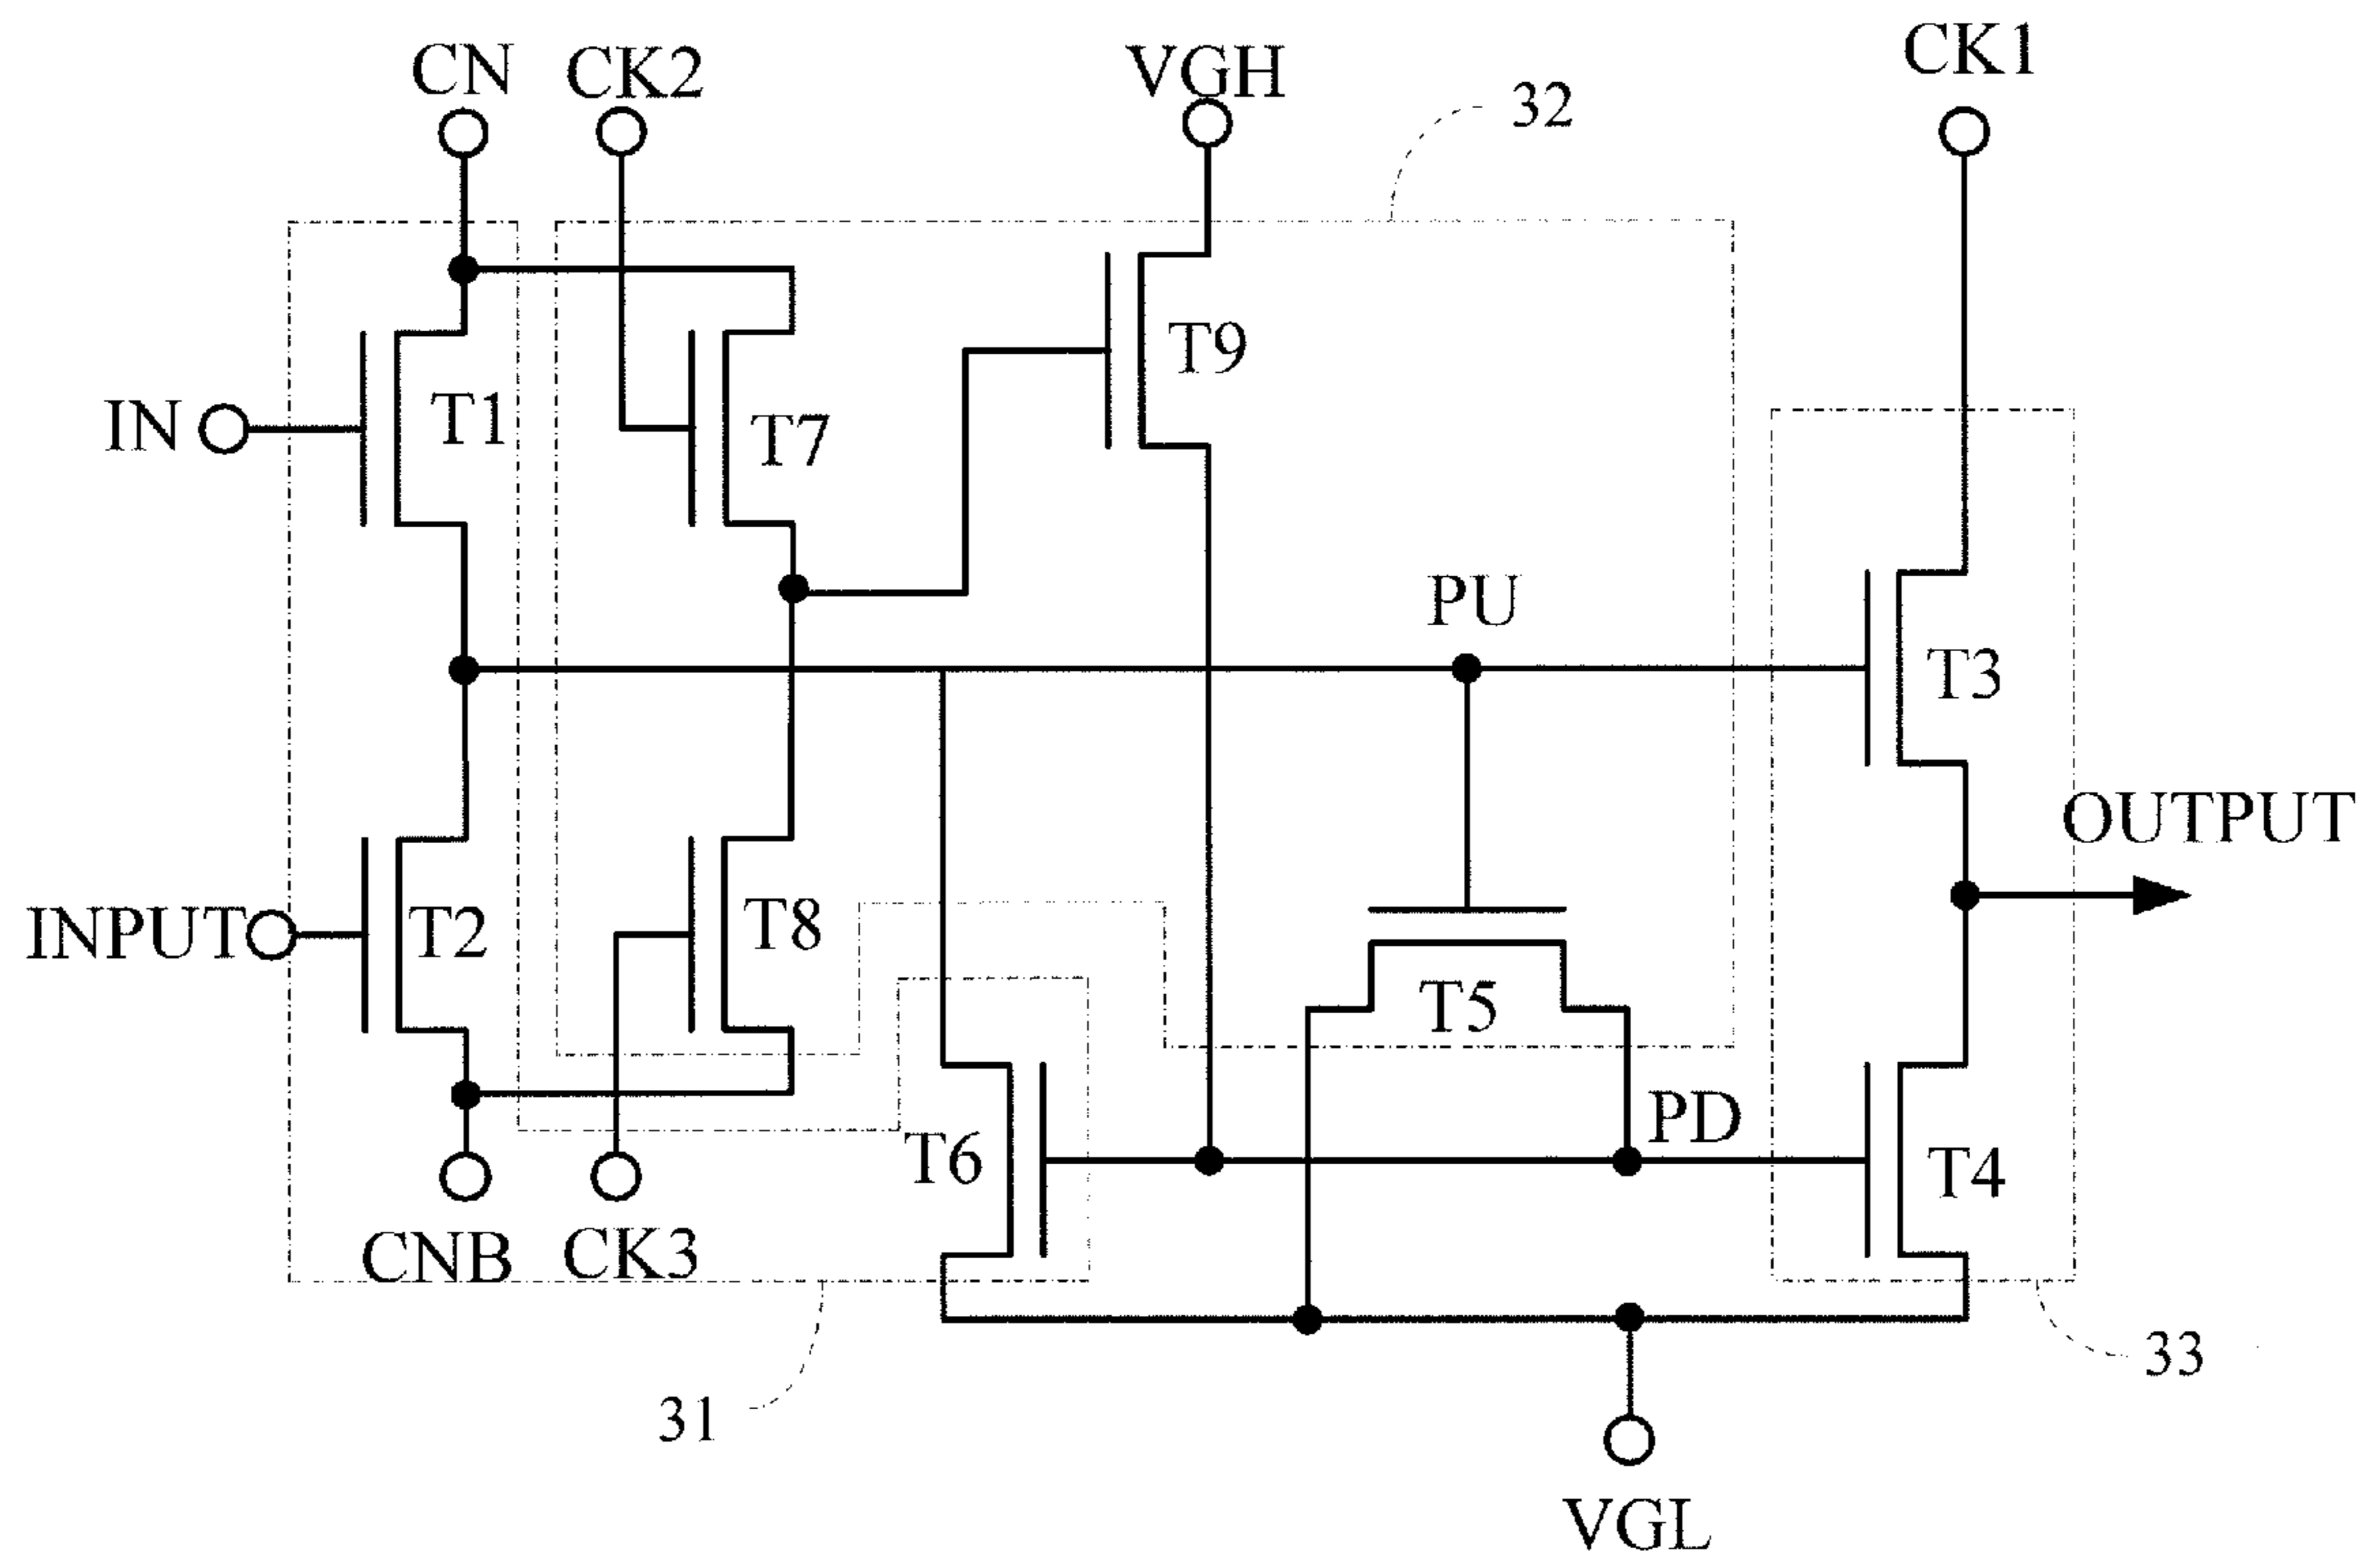 CN
CK2
VGH
CK1
32
T9
IN
T1
T7
PU
T3
OUTPUT
INPUT
T2
T8
T5
PD
T6
T4
CNB
CK3
33
31
VGL